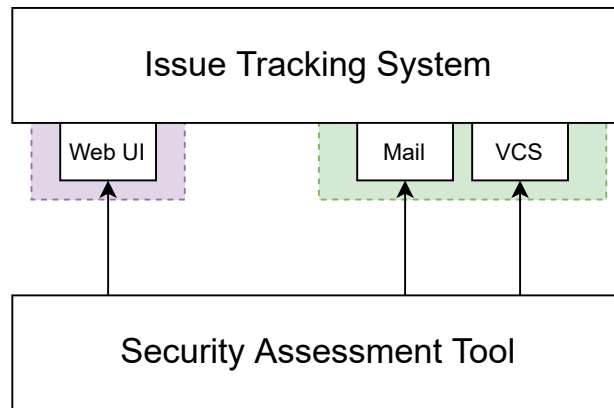 Issue Tracking System
Web UI
Mail
VCS
Security Assessment Tool